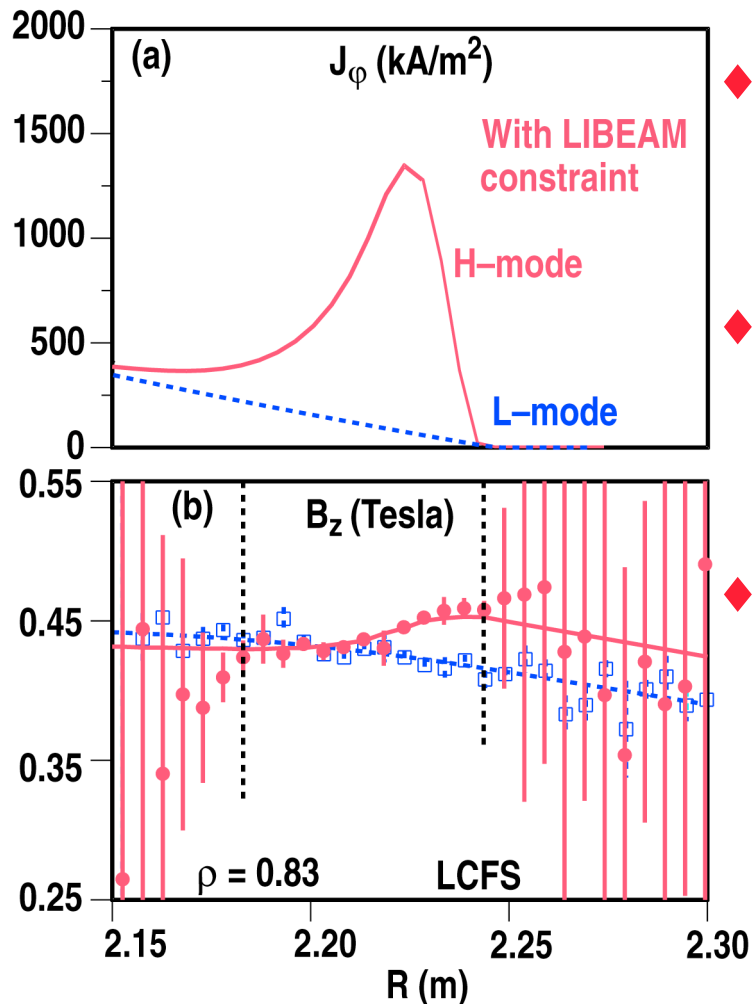 2000
(a)
Jφ (kA/m²)
1500
With LIBEAM
constraint
1000
H–mode
500
L–mode
0
0.55
(b)
Bz (Tesla)
0.45
0.35
ρ = 0.83
LCFS
0.25
2.15
2.20
2.25
2.30
R (m)